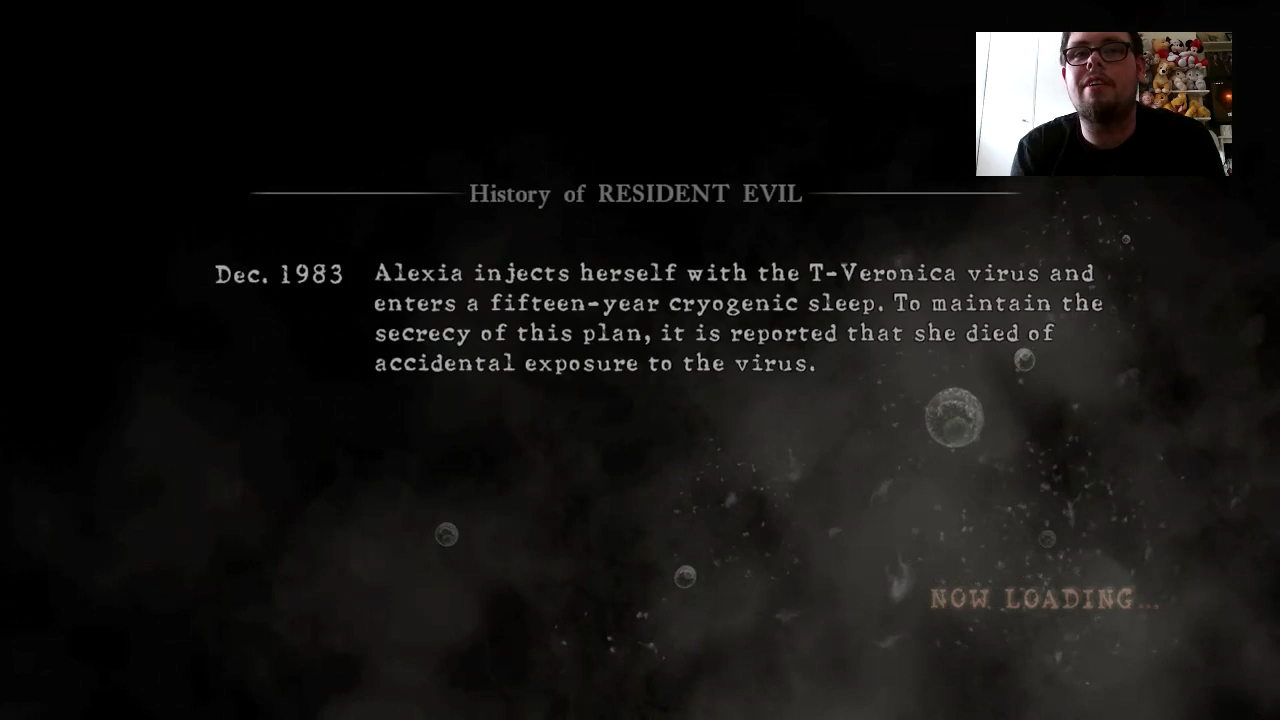 History of RESIDENT EVIL
Dec. 1983 Alexia injects herself with the T-Veronica virus and
enters a fifteen-year cryogenic sleep. To maintain the
secrecy of this plan, it is reported that she died of
accidental exposure to the virus.
NOW LOADING...